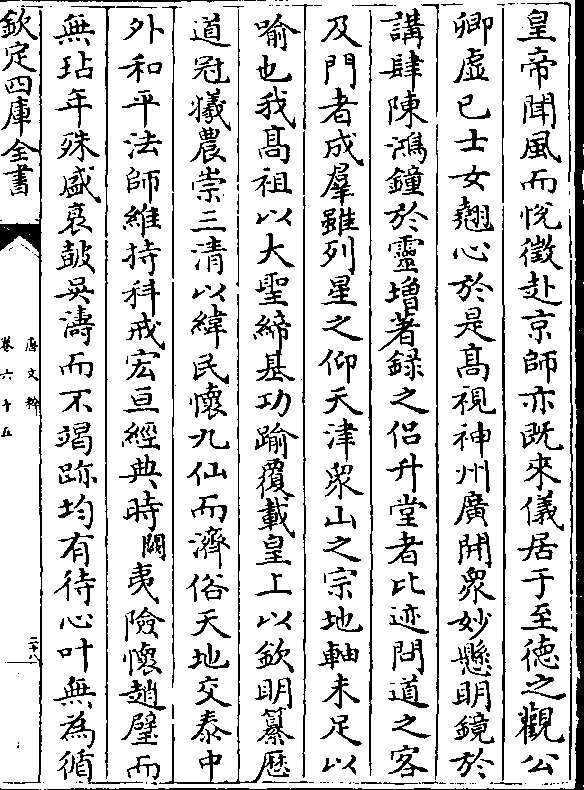 皇帝聞風而恱徵赴京師亦既來儀居于至徳之觀公
卿虚已士女翹心於是髙視神州廣開衆妙懸明鏡於
講肆陳鴻鐘於靈増著録之侣升堂者比迹問道之客
及門者成羣雖列星之仰天津衆山之宗地軸未足以
喻也我髙祖以大聖締基功踰覆載皇上以欽明纂歴
道冠犧農崇三清以緯民懷九仙而濟俗天地交泰中
外和平法師維持科戒宏亘經典時闢夷險懷趙璧而
無玷年殊盛衰鼓吳濤而不竭跡均有待心叶無為循
欽定四庫全書
唐文粹
卷六十五
二十八